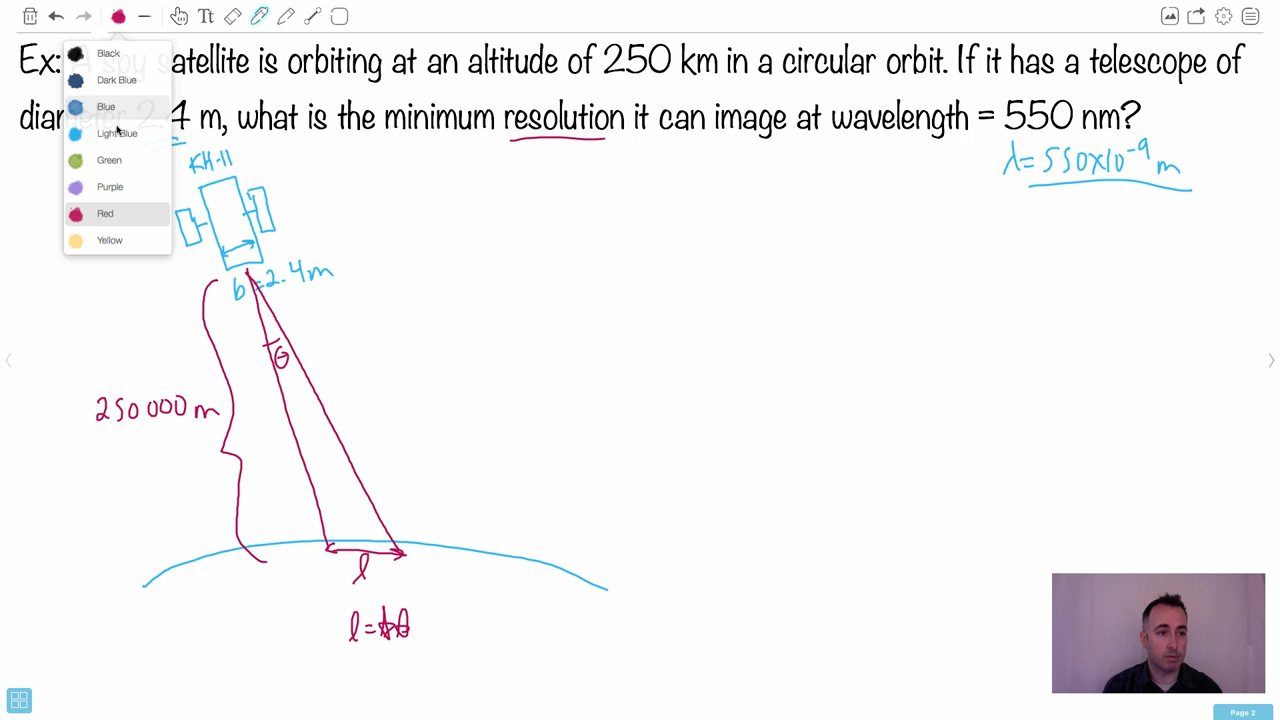 Tt
Ex: A spy satellite is orbiting at an altitude of 250 km in a circular orbit. If it has a telescope of
diameter 2.4 m, what is the minimum resolution it can image at wavelength = 550 nm?
Black
Dark Blue
Blue
Light Blue
Green
Purple
Red
Yellow
λ = 550x10⁻⁹ m
KH-11
b = 2.4m
θ
250 000 m
l
l =
Page 2